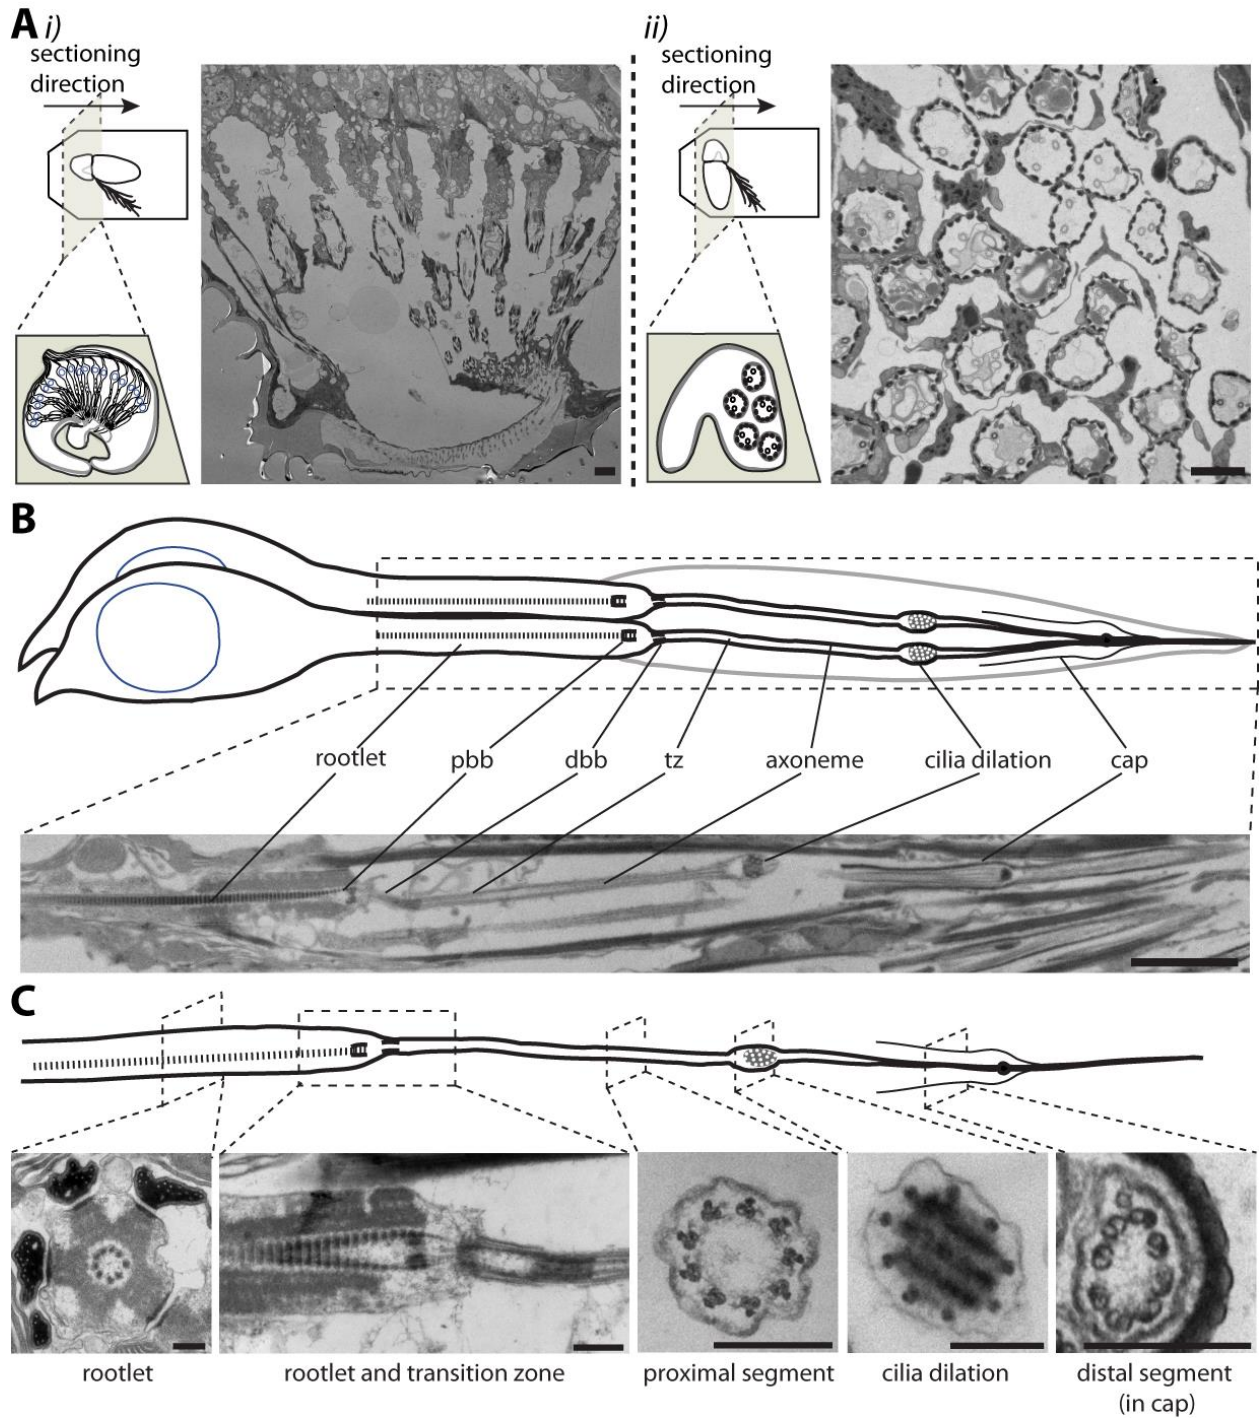 A i)
sectioning
direction
ii)
sectioning
direction
B
rootlet pbb dbb tz axoneme cilia dilation cap
C
rootlet rootlet and transition zone proximal segment cilia dilation distal segment
(in cap)